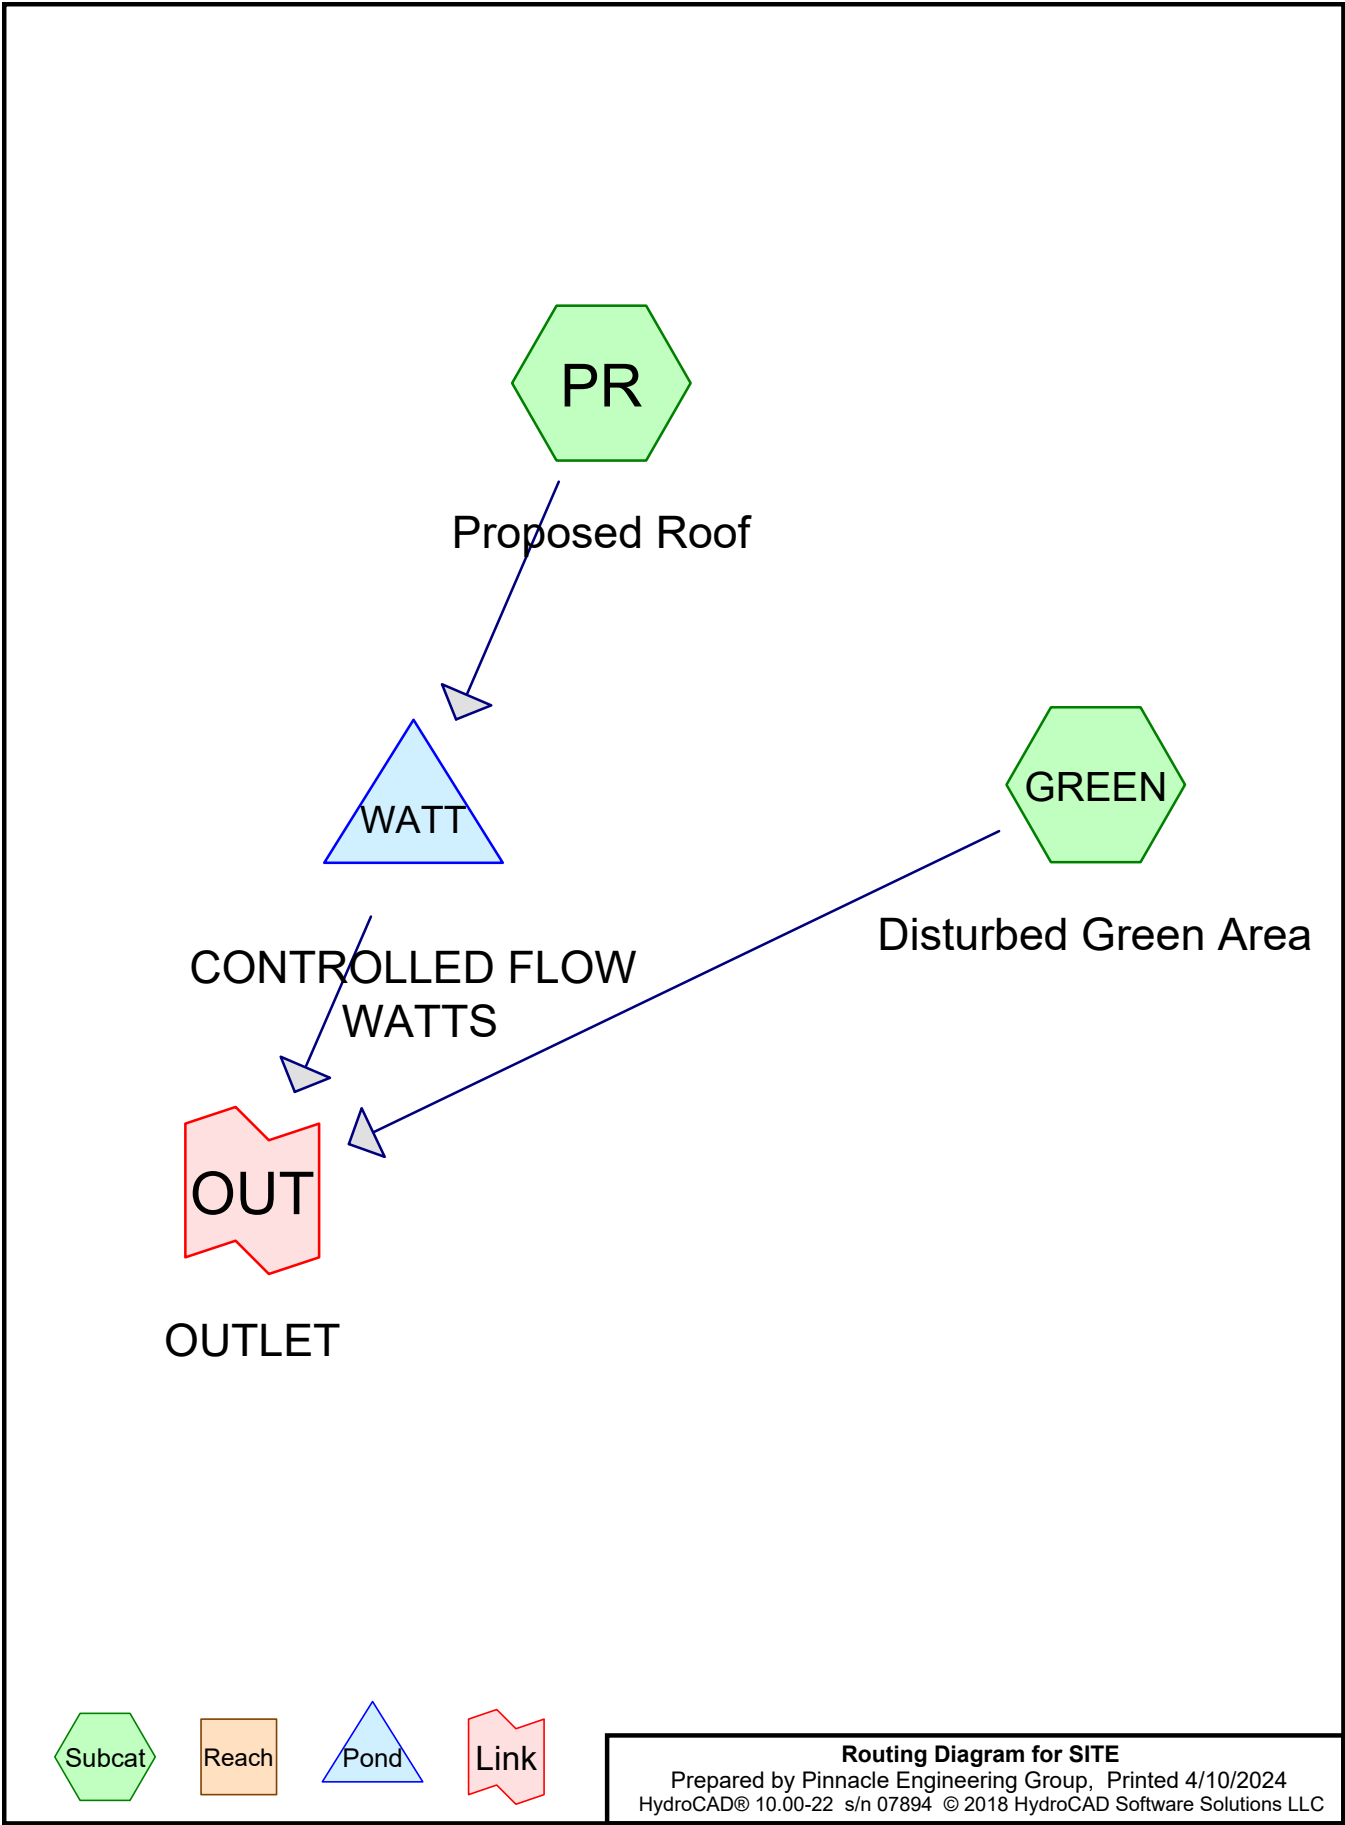 PR
Proposed Roof
WATT
GREEN
Disturbed Green Area
CONTROLLED FLOW
WATTS
OUT
OUTLET
Subcat
Reach
Pond
Link
Routing Diagram for SITE
Prepared by Pinnacle Engineering Group,  Printed 4/10/2024
HydroCAD® 10.00-22  s/n 07894  © 2018 HydroCAD Software Solutions LLC